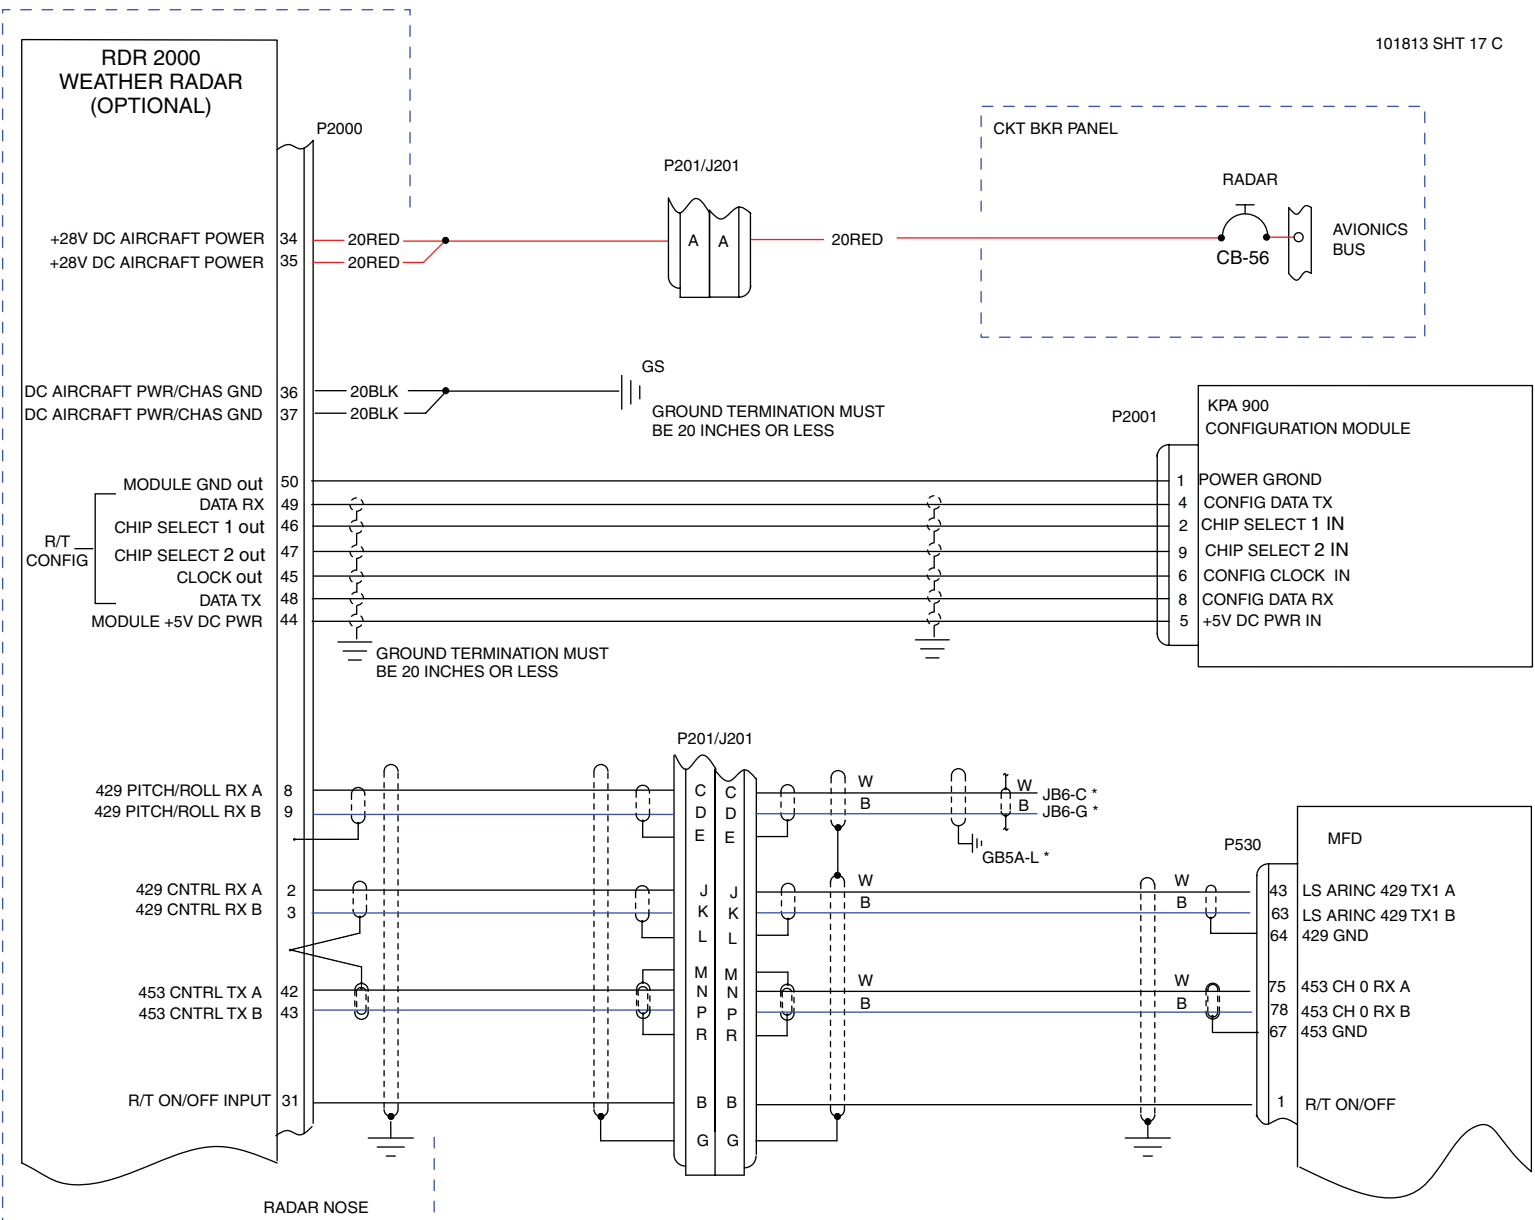 101813 SHT 17 C
RDR 2000
WEATHER RADAR
(OPTIONAL)
P2000
CKT BKR PANEL
P201/J201
RADAR
+28V DC AIRCRAFT POWER 34 20RED A A 20RED
+28V DC AIRCRAFT POWER 35 20RED
CB-56
AVIONICS
BUS
GS
DC AIRCRAFT PWR/CHAS GND 36 20BLK
DC AIRCRAFT PWR/CHAS GND 37 20BLK
GROUND TERMINATION MUST
BE 20 INCHES OR LESS
P2001
KPA 900
CONFIGURATION MODULE
R/T
CONFIG
MODULE GND out 50 1 POWER GROND
DATA RX 49 4 CONFIG DATA TX
CHIP SELECT 1 out 46 2 CHIP SELECT 1 IN
CHIP SELECT 2 out 47 9 CHIP SELECT 2 IN
CLOCK out 45 6 CONFIG CLOCK IN
DATA TX 48 8 CONFIG DATA RX
MODULE +5V DC PWR 44 5 +5V DC PWR IN
GROUND TERMINATION MUST
BE 20 INCHES OR LESS
P201/J201
429 PITCH/ROLL RX A 8 C C W W JB6-C *
429 PITCH/ROLL RX B 9 D D B B JB6-G *
E E
GB5A-L *
P530
MFD
429 CNTRL RX A 2 J J W W 43 LS ARINC 429 TX1 A
429 CNTRL RX B 3 K K B B 63 LS ARINC 429 TX1 B
L L 64 429 GND
M M
453 CNTRL TX A 42 N N W W 75 453 CH 0 RX A
453 CNTRL TX B 43 P P B B 78 453 CH 0 RX B
R R 67 453 GND
R/T ON/OFF INPUT 31 B B 1 R/T ON/OFF
G G
RADAR NOSE